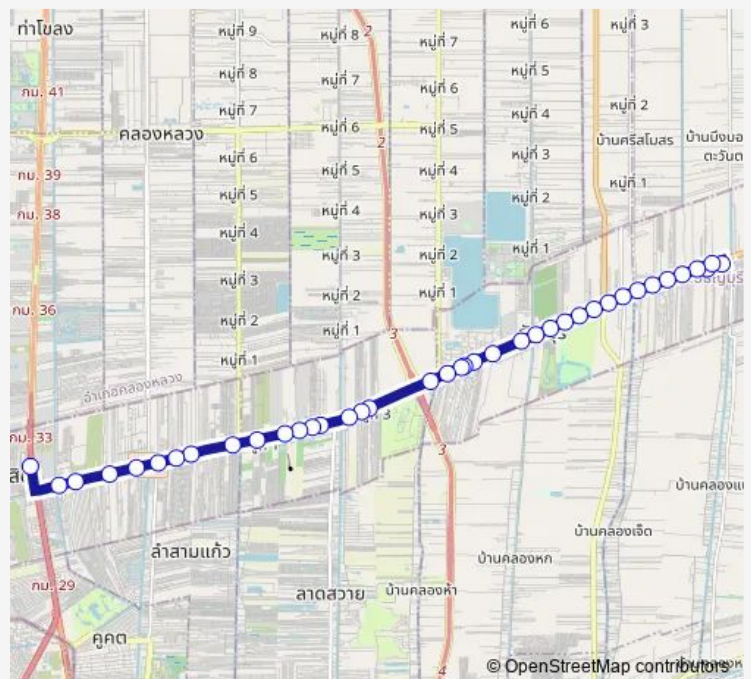 ท่าโขลง
หมู่ที่ 9
หมู่ที่ 8
2
หมู่ที่ 7
หมู่ที่ 6
หมู่ที่ 3
กม. 41
หมู่ที่ 8
หมู่ที่ 7
หมู่ที่ 6
หมู่ที่ 5
หมู่ที่ 7
หมู่ที่ 4
หมู่ที่ 2
คลองหลวง
หมู่ที่ 6
2
หมู่ที่ 5
บ้านศรีสโมสร
ตะวันต
หมู่ที่ 6
หมู่ที่ 3
กม. 39
หมู่ที่ 5
หมู่ที่ 4
หมู่ที่ 1
หมู่ที่ 5
หมู่ที่ 2
กม. 38
หมู่ที่ 4
หมู่ที่ 3
หมู่ที่ 4
หมู่ที่ 3
หมู่ที่ 2
หมู่ที่ 1
หมู่ที่ 3
หมู่ที่ 2
หมู่ที่ 1
กม. 36
หมู่ที่ 2
หมู่ที่ 1
3
หมู่ที่ 1
อำเภอคลองหลวง
กม. 33
3
3
บ้านคลองเจ็ด
ลำสามแก้ว
บ้านคลองหก
กม. 29
ลาดสวาย
บ้านคลองห้า
คูคต
4
© OpenStreetMap contributors